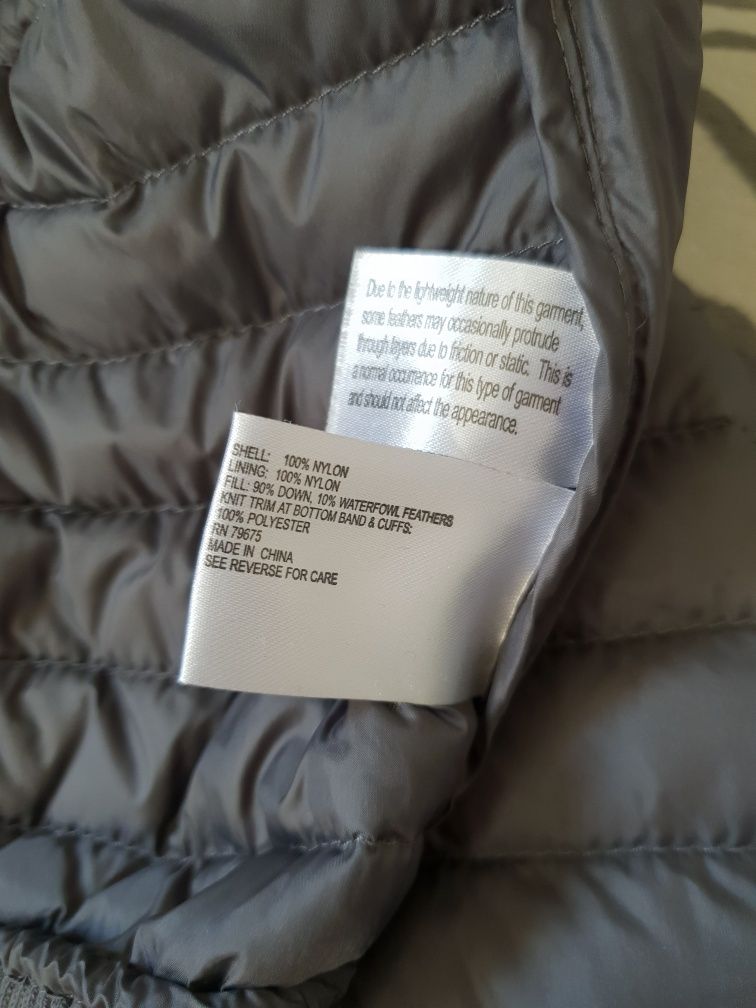 Due to the lightweight nature of this garment,
some feathers may occasionally protrude
through layers due to friction or static. This is
a normal occurrence for this type of garment
and should not affect the appearance.
SHELL: 100% NYLON
LINING: 100% NYLON
FILL: 90% DOWN, 10% WATERFOWL FEATHERS
KNIT TRIM AT BOTTOM BAND & CUFFS:
100% POLYESTER
RN 79675
MADE IN CHINA
SEE REVERSE FOR CARE